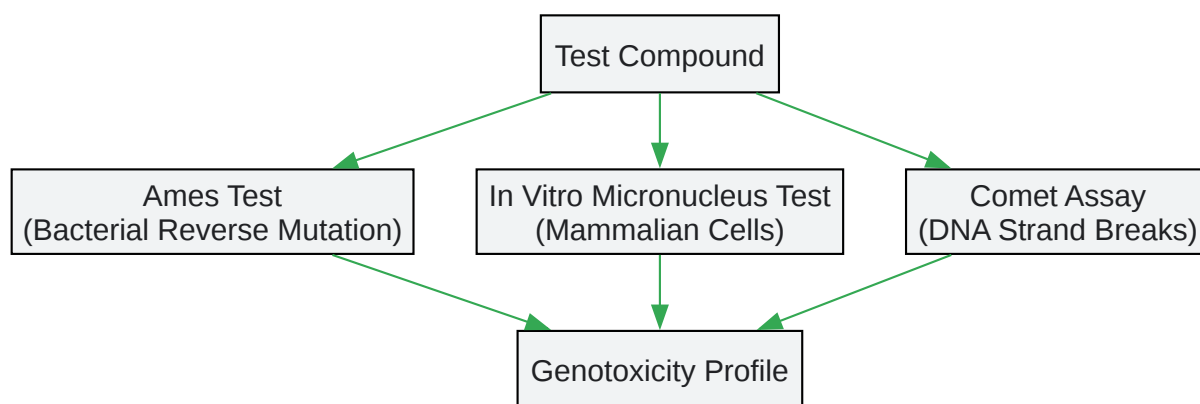 Test Compound
Ames Test
(Bacterial Reverse Mutation)
In Vitro Micronucleus Test
(Mammalian Cells)
Comet Assay
(DNA Strand Breaks)
Genotoxicity Profile